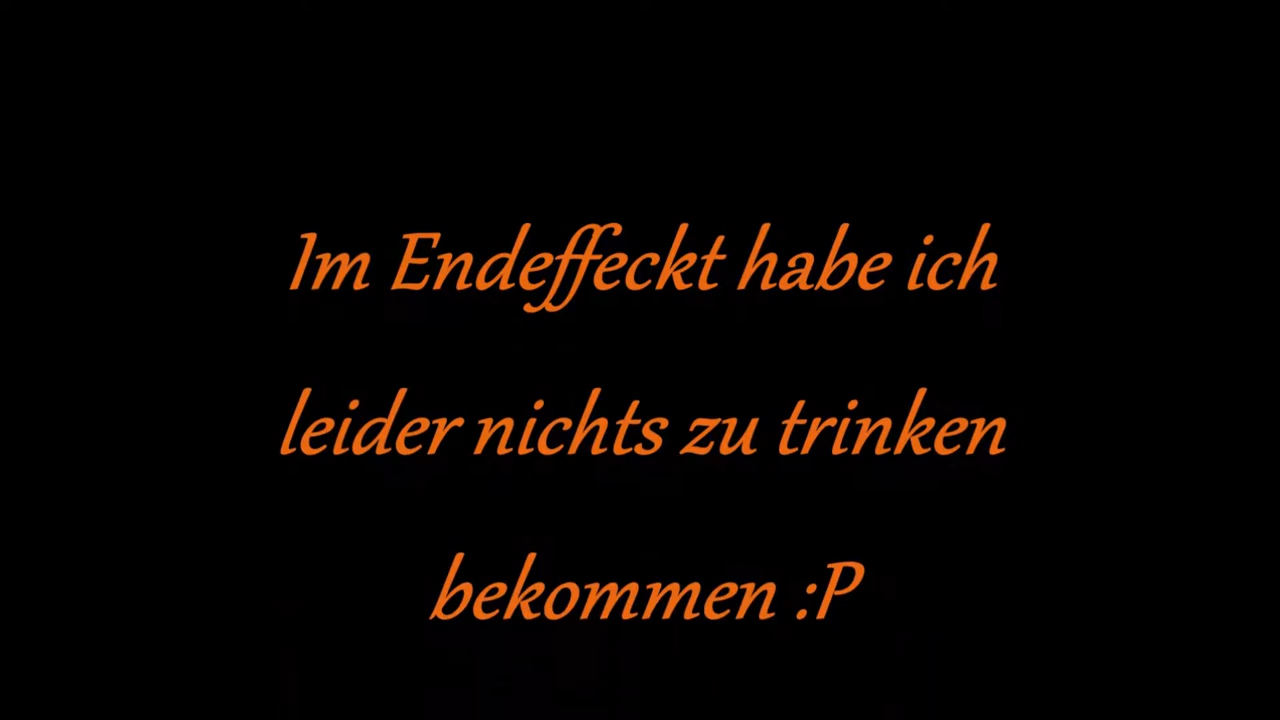 Im Endeffeckt habe ich
leider nichts zu trinken
bekommen :P